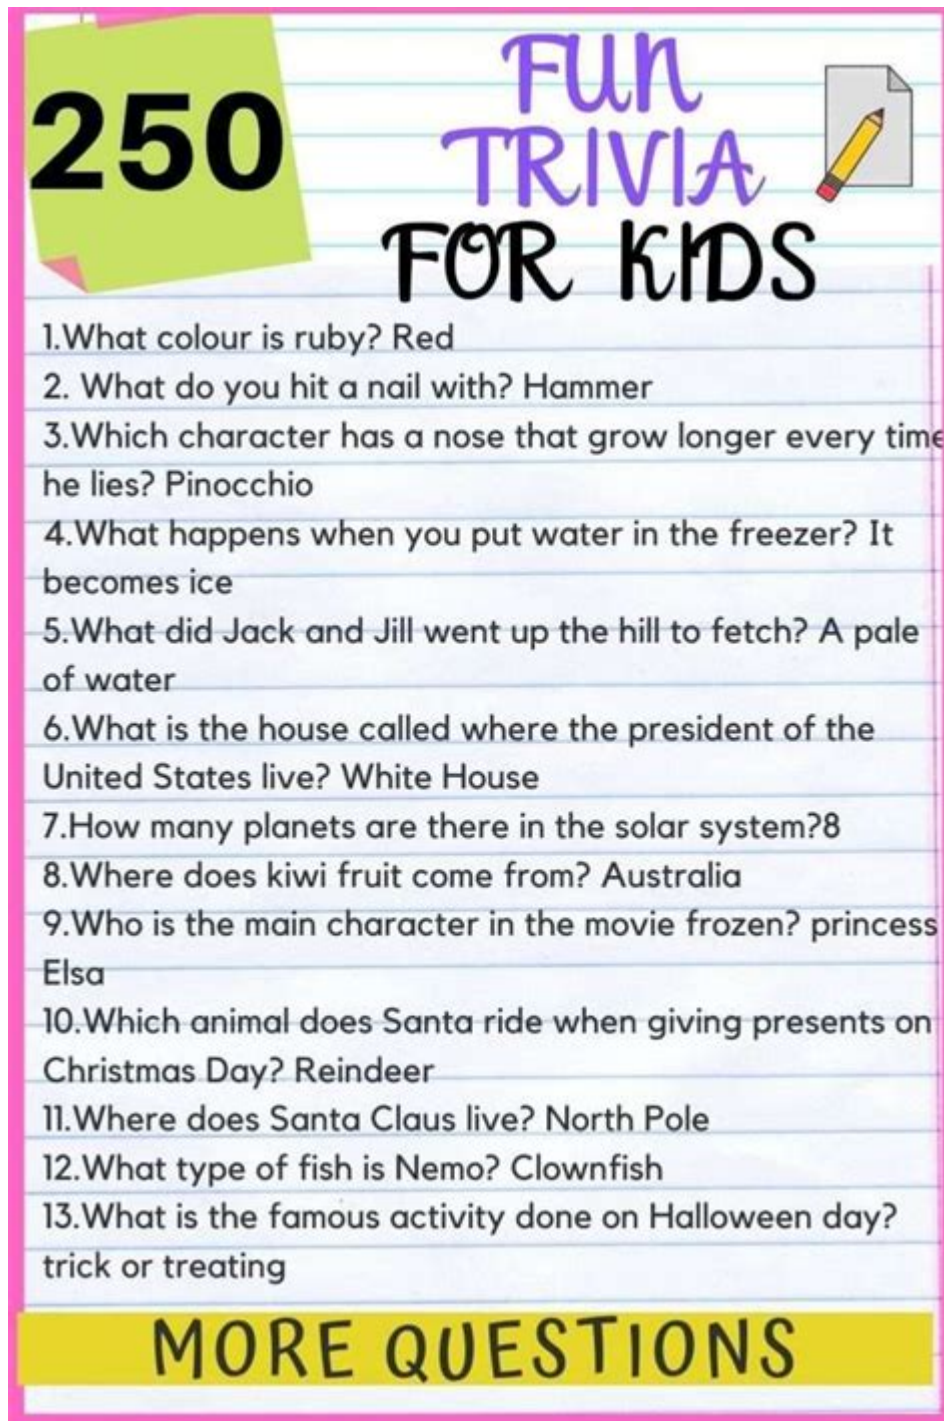 250
FUN
TRIVIA
FOR KIDS
1.What colour is ruby? Red
2. What do you hit a nail with? Hammer
3.Which character has a nose that grow longer every time
he lies? Pinocchio
4.What happens when you put water in the freezer? It
becomes ice
5.What did Jack and Jill went up the hill to fetch? A pale
of water
6.What is the house called where the president of the
United States live? White House
7.How many planets are there in the solar system?8
8.Where does kiwi fruit come from? Australia
9.Who is the main character in the movie frozen? princess
Elsa
10.Which animal does Santa ride when giving presents on
Christmas Day? Reindeer
11.Where does Santa Claus live? North Pole
12.What type of fish is Nemo? Clownfish
13.What is the famous activity done on Halloween day?
trick or treating
MORE QUESTIONS